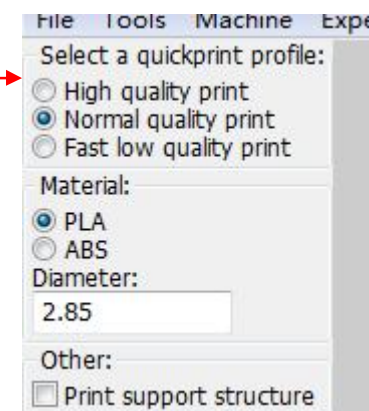 File Tools Machine Expe
Select a quickprint profile:
High quality print
Normal quality print
Fast low quality print
Material:
PLA
ABS
Diameter:
2.85
Other:
Print support structure